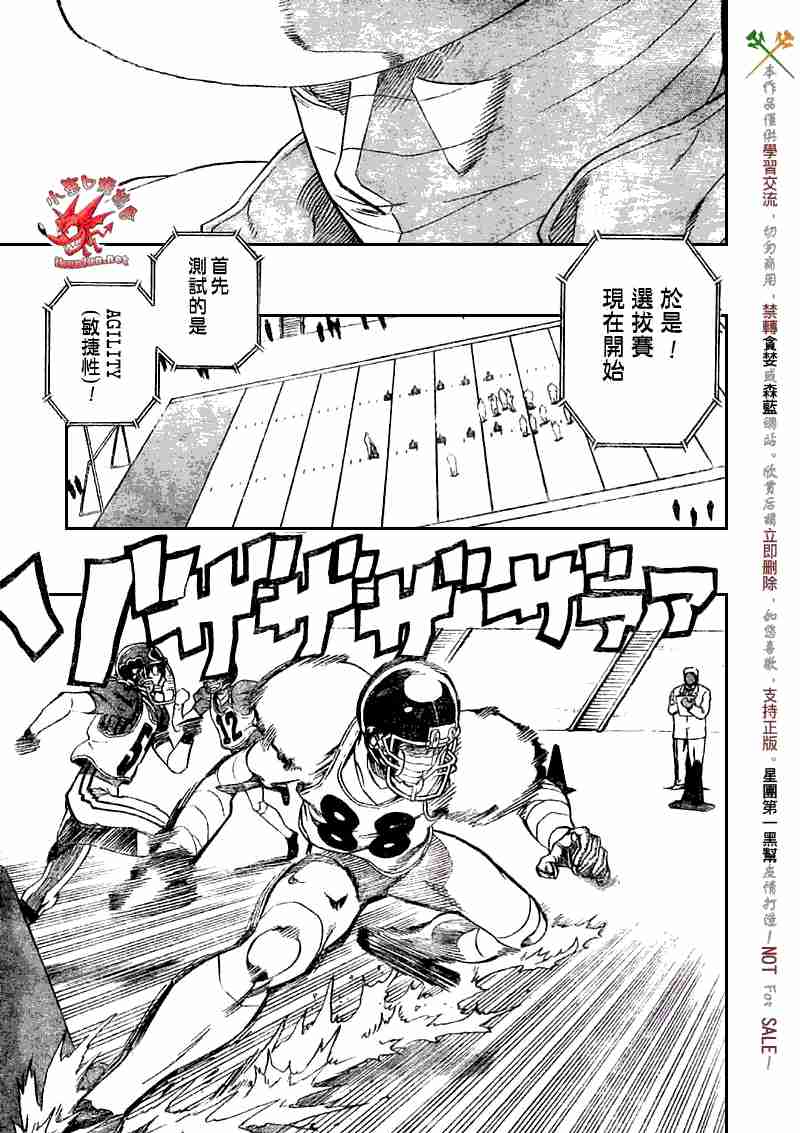 於是！
選拔賽
現在開始
首先
測試的是
AGILITY
(敏捷性)！
ソザザザザァァ
5
12
88
本作品僅供學習交流，切勿商用，禁轉貪婪或森藍網站。欣賞后請立即刪除，如您喜歡，支持正版。星團第一黑幫友情打造—NOT For SALE—